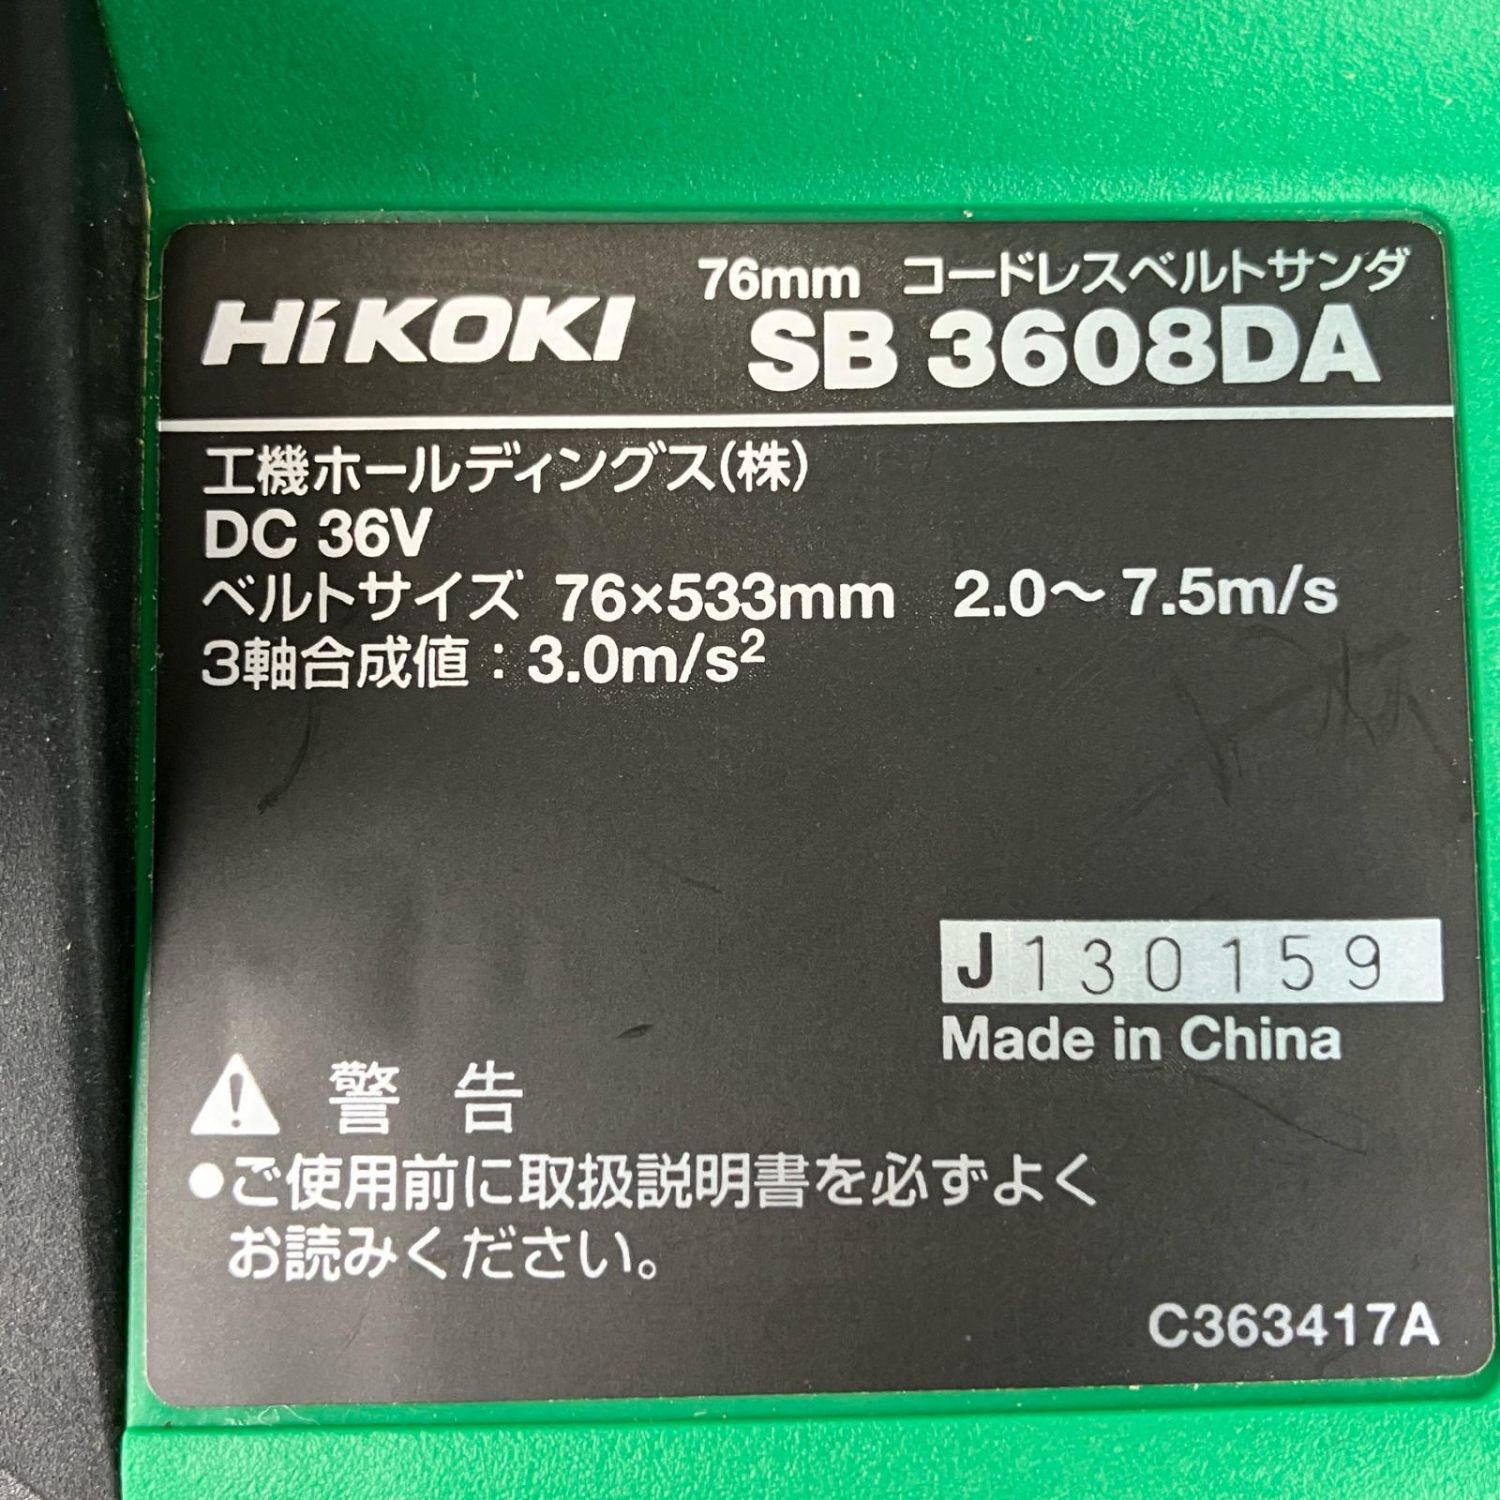 76mm コードレスベルトサンダ
HiKOKI SB 3608DA
工機ホールディングス(株)
DC 36V
ベルトサイズ 76×533mm 2.0～7.5m/s
3軸合成値：3.0m/s²
J130159
Made in China
警 告
●ご使用前に取扱説明書を必ずよく
お読みください。
C363417A